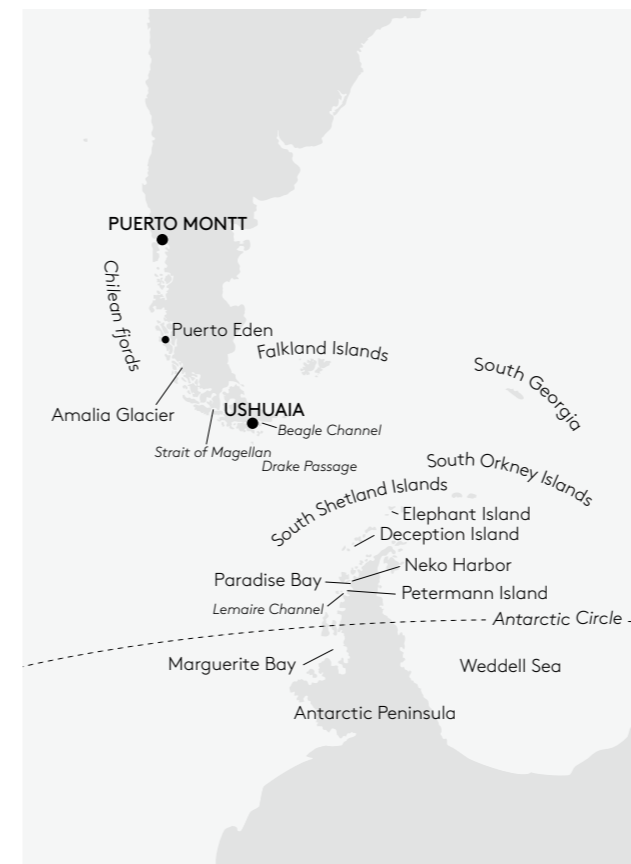 PUERTO MONTT
Chilean fjords
Puerto Eden
Falkland Islands
South Georgia
Amalia Glacier
USHUAIA
Beagle Channel
Strait of Magellan
Drake Passage
South Orkney Islands
South Shetland Islands
Elephant Island
Deception Island
Neko Harbor
Paradise Bay
Petermann Island
Lemaire Channel
Antarctic Circle
Marguerite Bay
Weddell Sea
Antarctic Peninsula